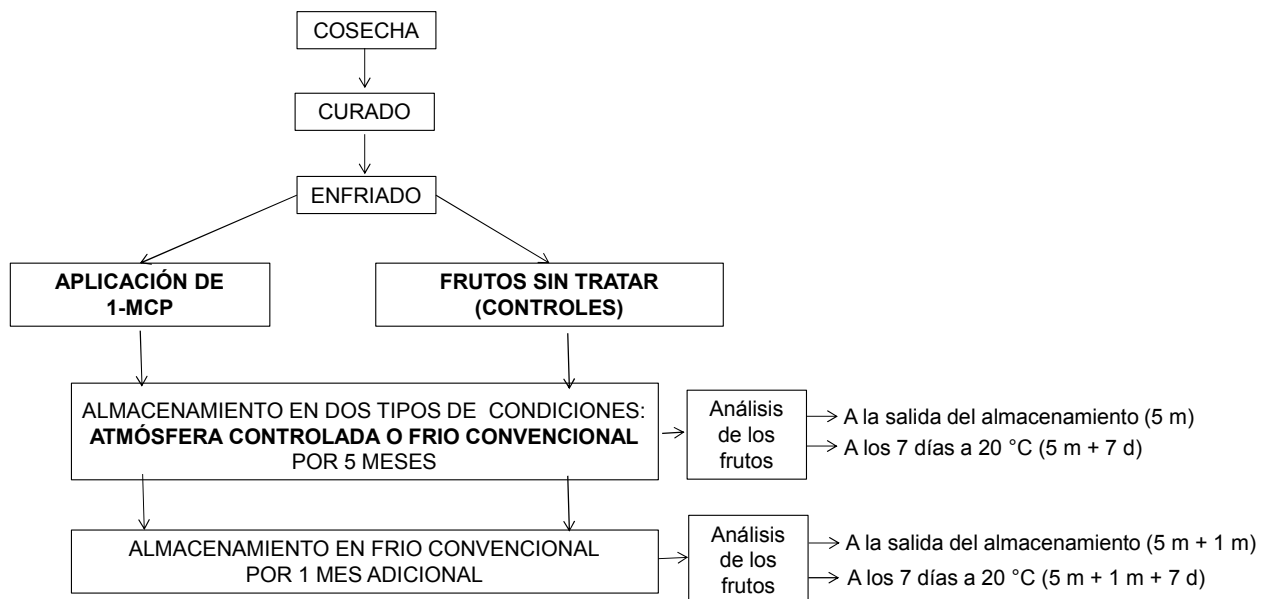 COSECHA
CURADO
ENFRIADO
APLICACIÓN DE
1-MCP
FRUTOS SIN TRATAR
(CONTROLES)
ALMACENAMIENTO EN DOS TIPOS DE CONDICIONES:
ATMÓSFERA CONTROLADA O FRIO CONVENCIONAL
POR 5 MESES
Análisis
de los
frutos
A la salida del almacenamiento (5 m)
A los 7 días a 20 °C (5 m + 7 d)
ALMACENAMIENTO EN FRIO CONVENCIONAL
POR 1 MES ADICIONAL
Análisis
de los
frutos
A la salida del almacenamiento (5 m + 1 m)
A los 7 días a 20 °C (5 m + 1 m + 7 d)